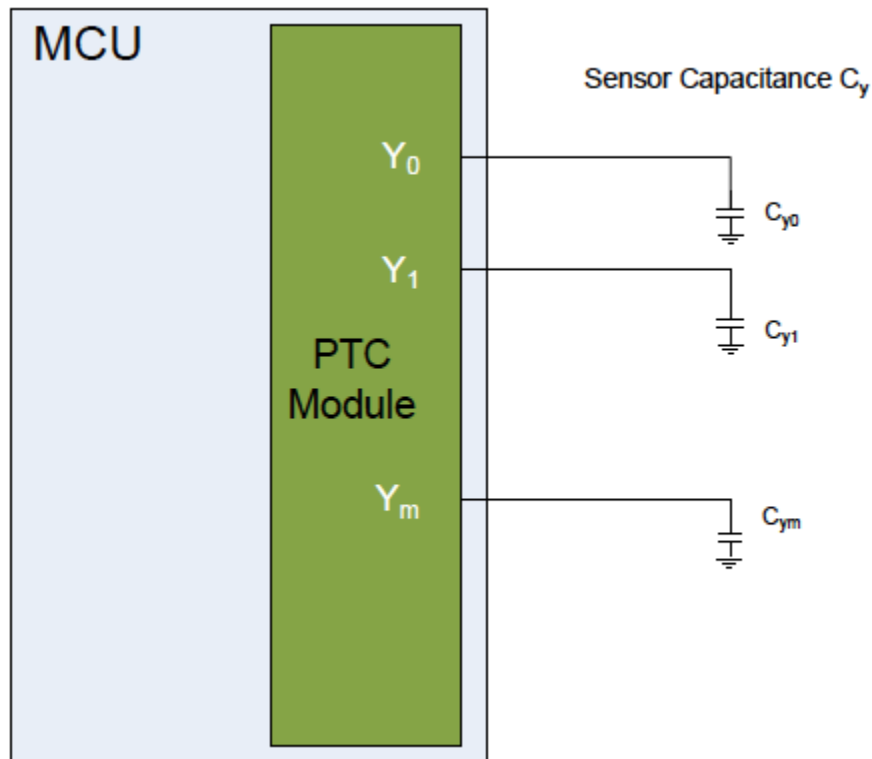 MCU
Sensor Capacitance Cy
Y0
Cy0
Y1
Cy1
PTC
Module
Ym
Cym